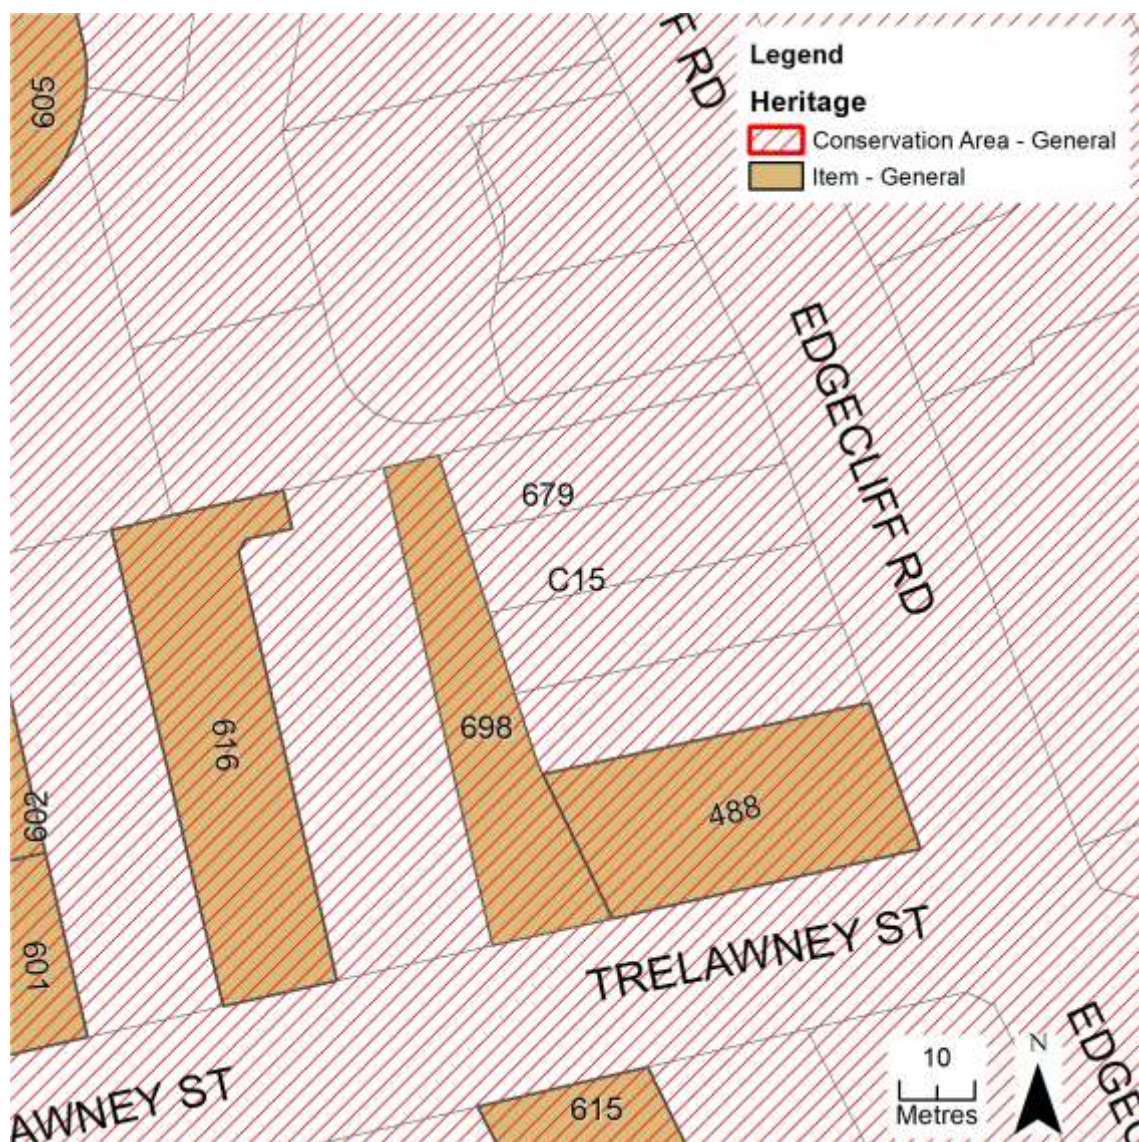 F RD
Legend
Heritage
Conservation Area - General
Item - General
605
EDGECLIFF RD
679
C15
616
698
488
602
601
TRELAWNEY ST
AWNEY ST
615
10
Metres
N
EDGEC